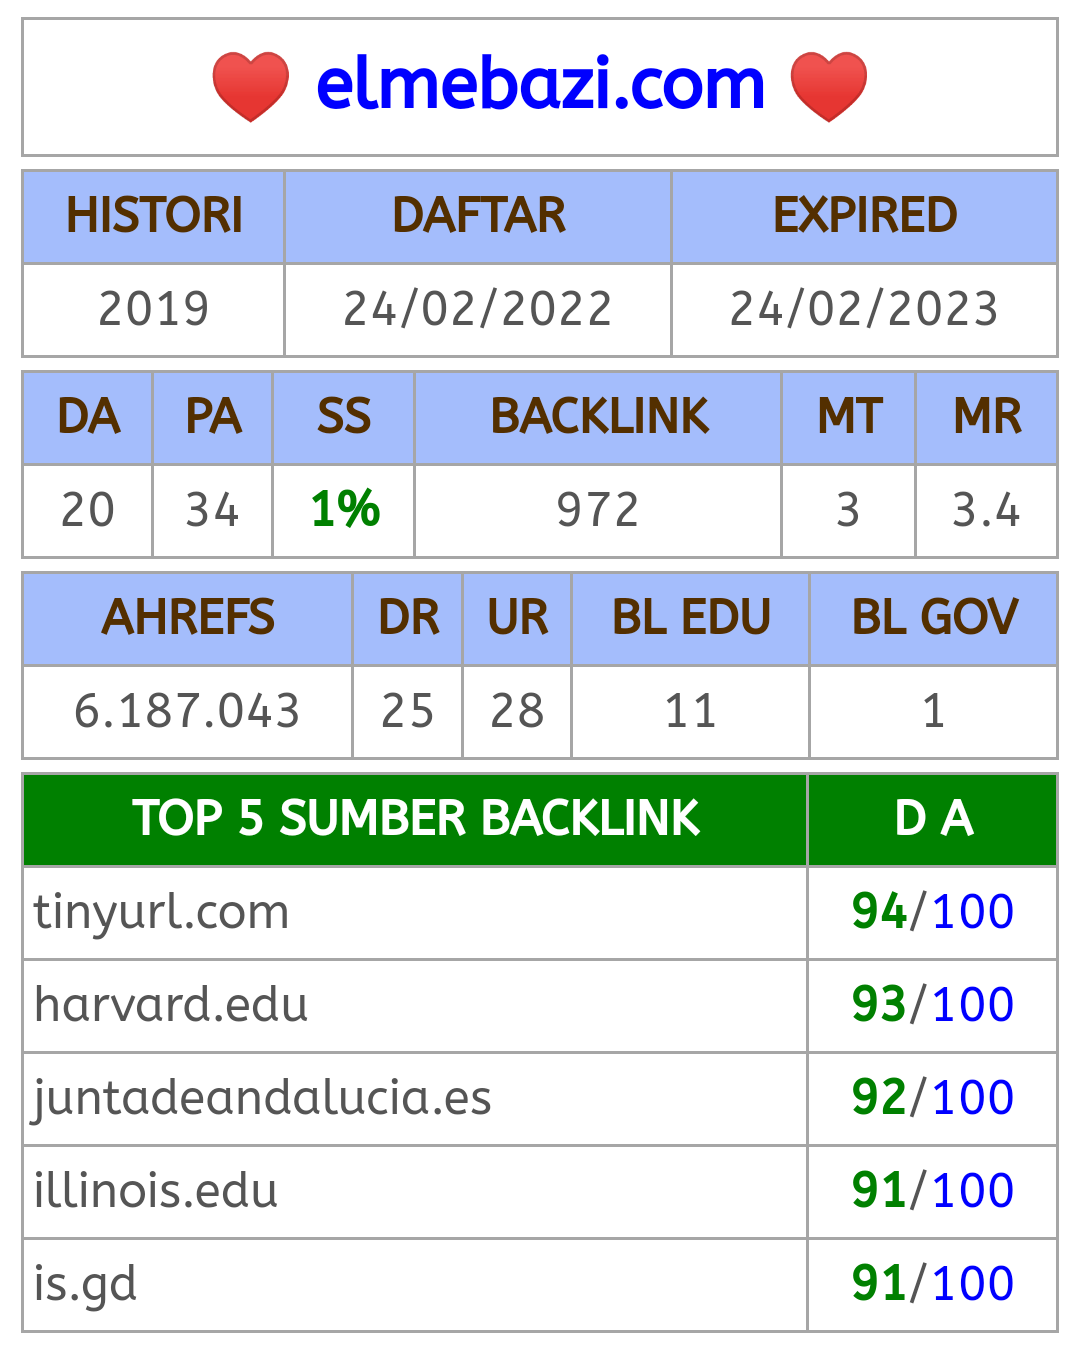 elmebazi.com
HISTORI DAFTAR EXPIRED
2019 24/02/2022 24/02/2023
DA PA SS BACKLINK MT MR
20 34 1% 972 3 3.4
AHREFS DR UR BL EDU BL GOV
6.187.043 25 28 11 1
TOP 5 SUMBER BACKLINK D A
tinyurl.com 94/100
harvard.edu 93/100
juntadeandalucia.es 92/100
illinois.edu 91/100
is.gd 91/100